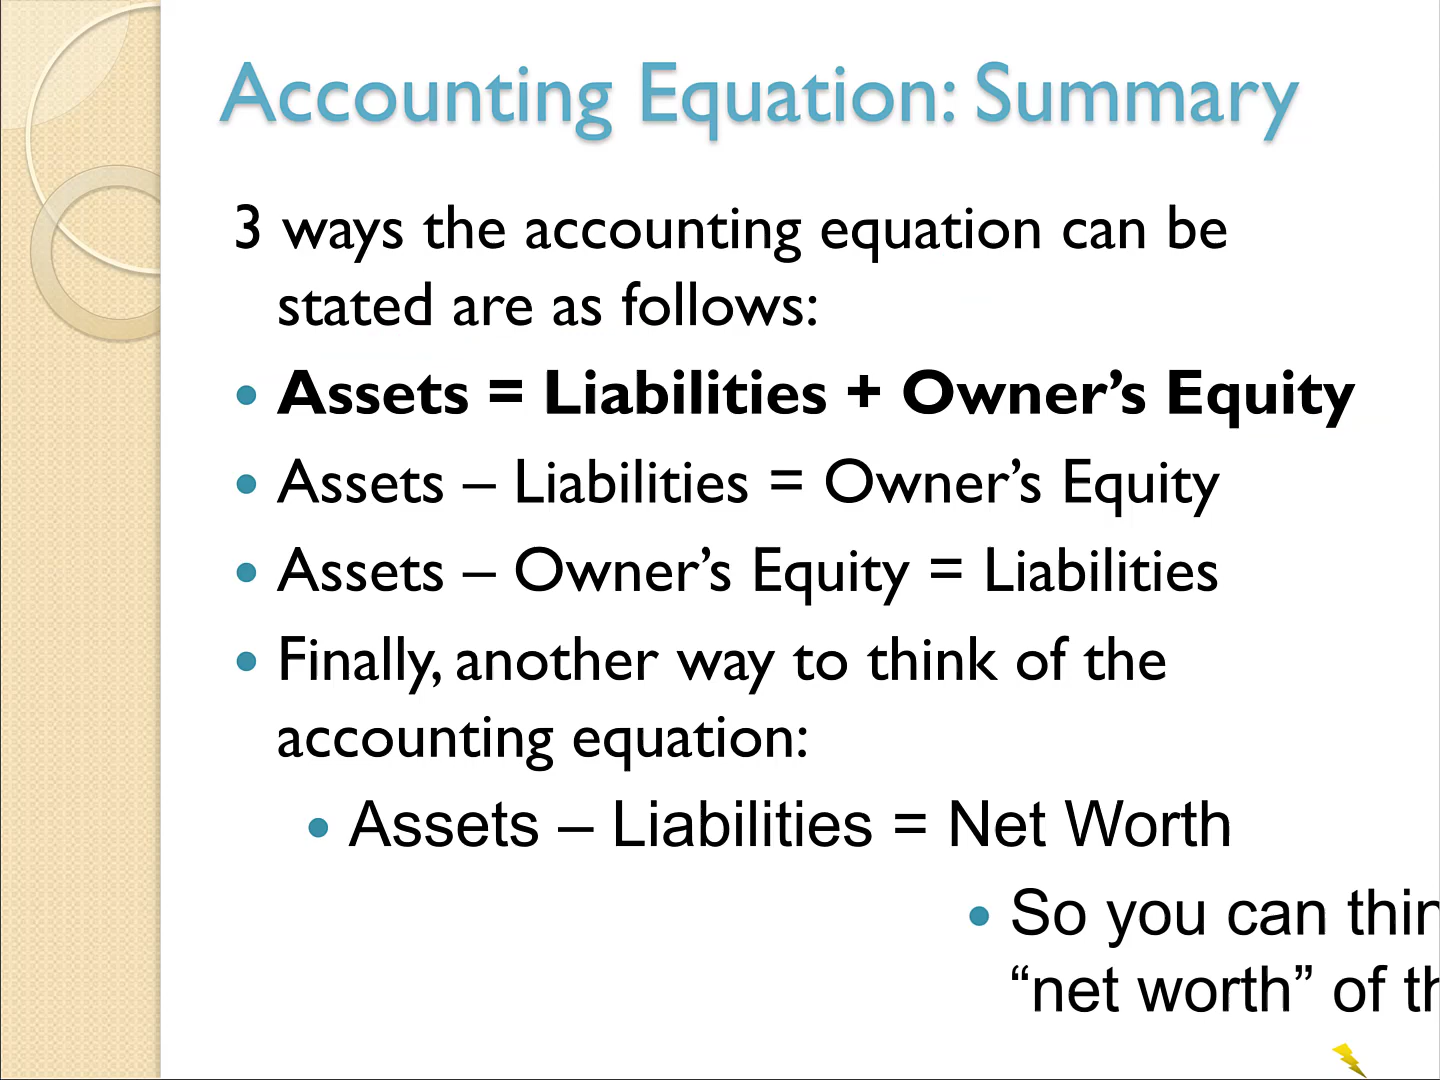 Accounting Equation: Summary
3 ways the accounting equation can be
stated are as follows:
• Assets = Liabilities + Owner’s Equity
• Assets – Liabilities = Owner’s Equity
• Assets – Owner’s Equity = Liabilities
• Finally, another way to think of the
accounting equation:
• Assets – Liabilities = Net Worth
• So you can
“net worth” of